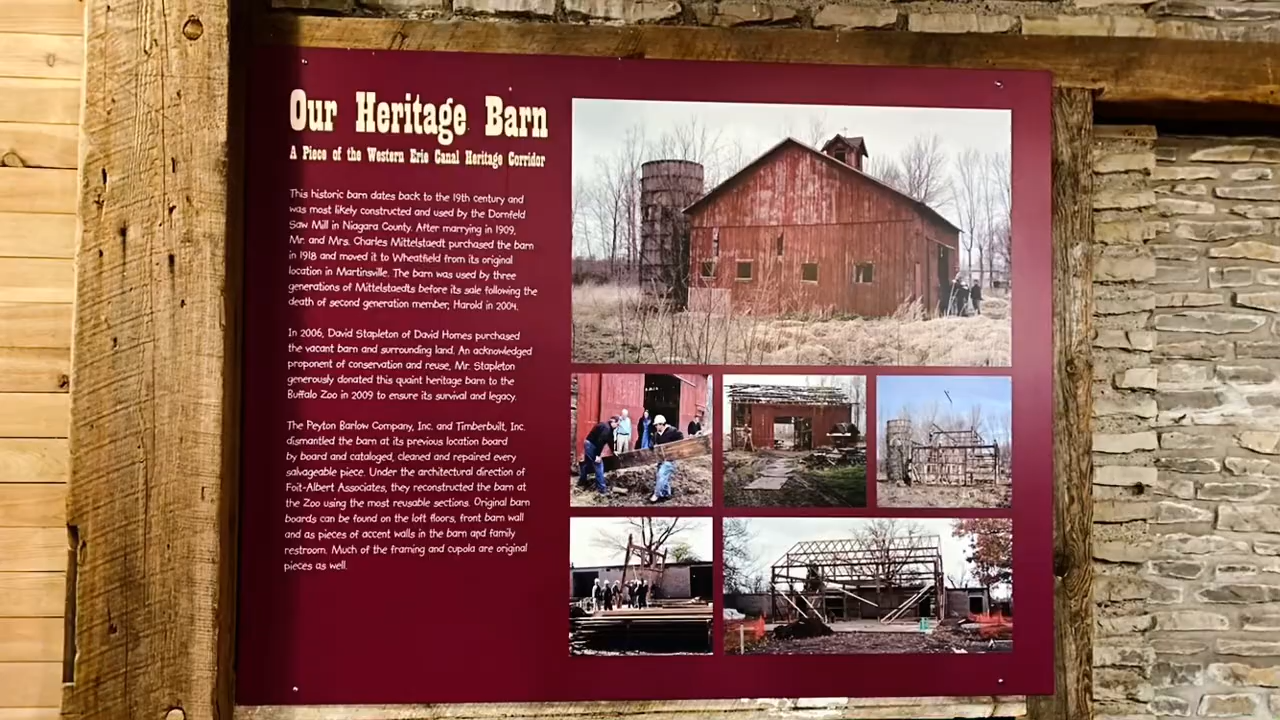 Our Heritage Barn
A Piece of the Western Erie Canal Heritage Corridor
This historic barn dates back to the 19th century and
was most likely constructed and used by the Dornfeld
Saw Mill in Niagara County. After marrying in 1909,
Mr. and Mrs. Charles Mittelstaedt purchased the barn
in 1918 and moved it to Wheatfield from its original
location in Martinsville. The barn was used by three
generations of Mittelstaedts before its sale following the
death of second generation member, Harold in 2004.
In 2006, David Stapleton of David Homes purchased
the vacant barn and surrounding land. An acknowledged
proponent of conservation and reuse, Mr. Stapleton
generously donated this quaint heritage barn to the
Buffalo Zoo in 2009 to ensure its survival and legacy.
The Peyton Barlow Company, Inc. and Timberbuilt, Inc.
dismantled the barn at its previous location board
by board and cataloged, cleaned and repaired every
salvageable piece. Under the architectural direction of
Foit-Albert Associates, they reconstructed the barn at
the Zoo using the most reusable sections. Original barn
boards can be found on the loft floors, front barn wall
and as pieces of accent walls in the barn and family
restroom. Much of the framing and cupola are original
pieces as well.